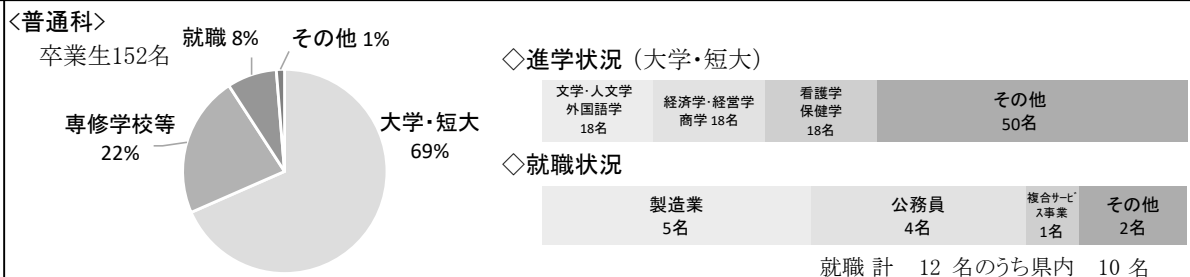 <普通科>
卒業生152名
就職 8%
その他 1%
専修学校等
22%
大学・短大
69%
◇進学状況（大学・短大）
文学・人文学
外国語学
18名
経済学・経営学
商学 18名
看護学
保健学
18名
その他
50名
◇就職状況
製造業
5名
公務員
4名
複合サービ
ス事業
1名
その他
2名
就職 計 12 名のうち県内 10 名